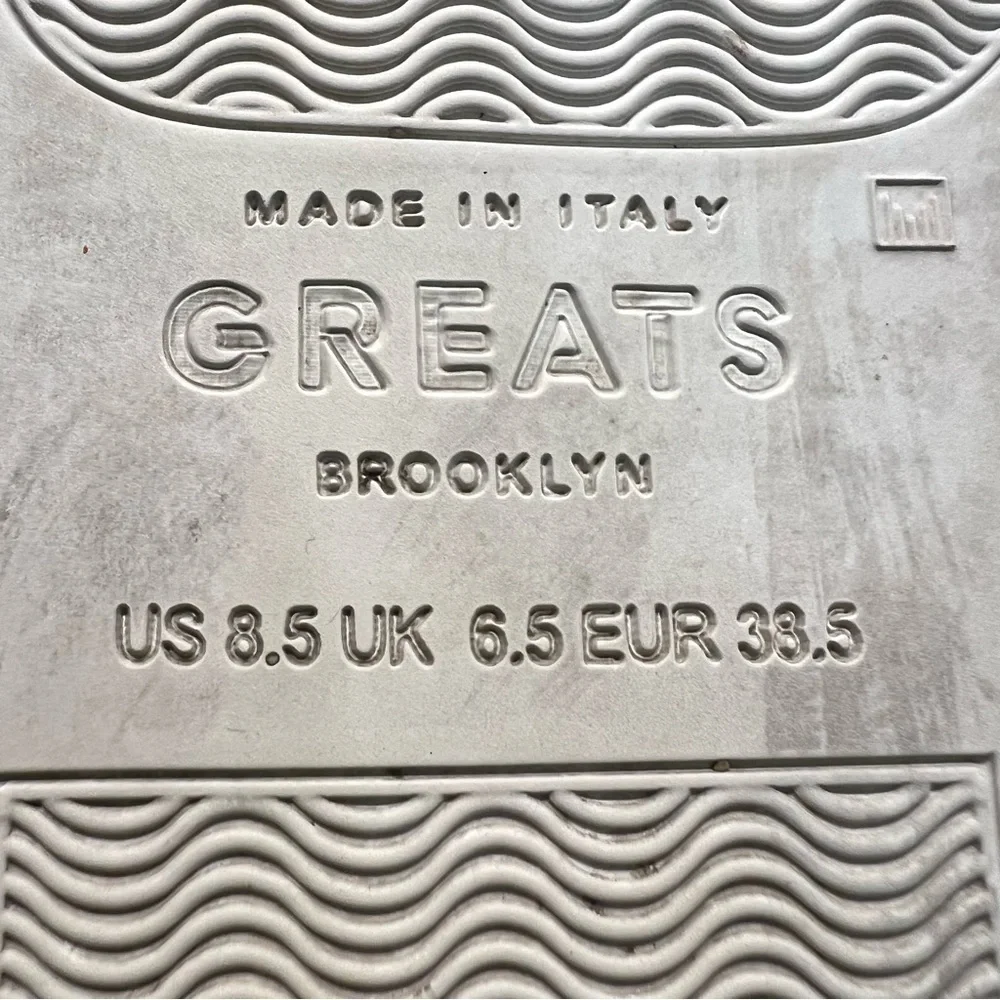 MADE IN ITALY
GREATS
BROOKLYN
US 8.5 UK 6.5 EUR 38.5